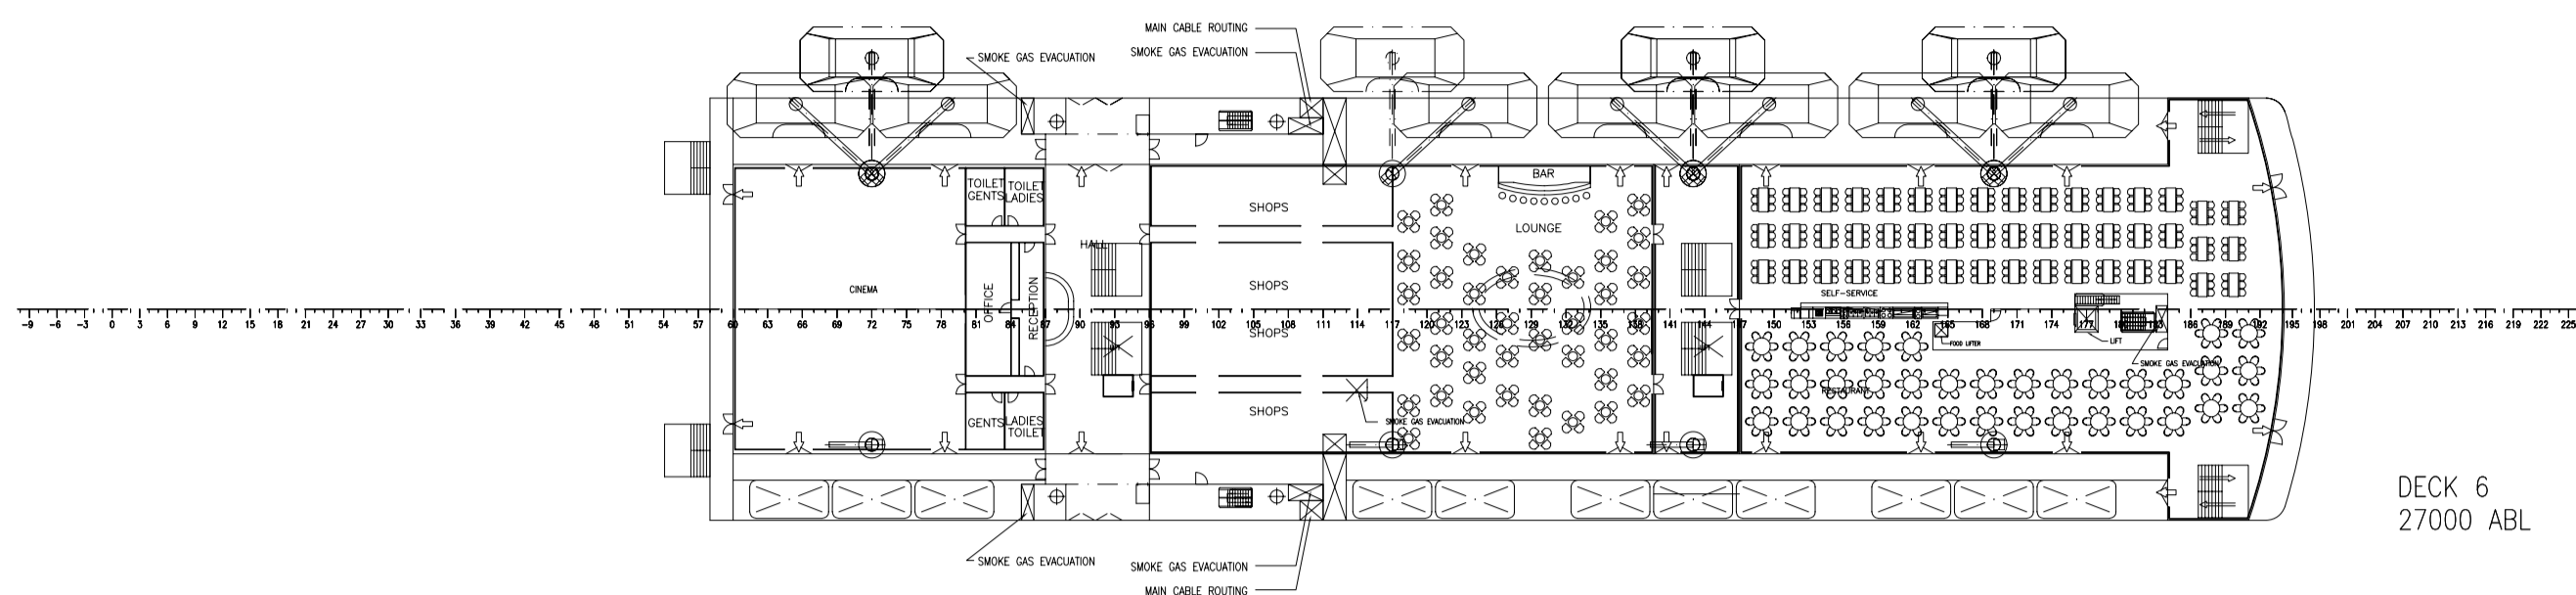 MAIN CABLE ROUTING
SMOKE GAS EVACUATION
SMOKE GAS EVACUATION
TOILET
GENTS
TOILET
LADIES
SHOPS
BAR
LOUNGE
HALL
CINEMA
OFFICE
RECEPTION
SHOPS
SELF-SERVICE
-9 -6 -3 0 3 6 9 12 15 18 21 24 27 30 33 36 39 42 45 48 51 54 57 60 63 66 69 72 75 78 81 84 87 90 93 96 99 102 105 108 111 114 117 120 123 126 129 132 135 138 141 144 147 150 153 156 159 162 165 168 171 174 177 180 183 186 189 192 195 198 201 204 207 210 213 216 219 222 225
SHOPS
FOOD LIFTER
LIFT
SMOKE GAS EVACUATION
RESTAURANT
SHOPS
SMOKE GAS EVACUATION
GENTS
LADIES
TOILET
DECK 6
27000 ABL
SMOKE GAS EVACUATION
SMOKE GAS EVACUATION
MAIN CABLE ROUTING